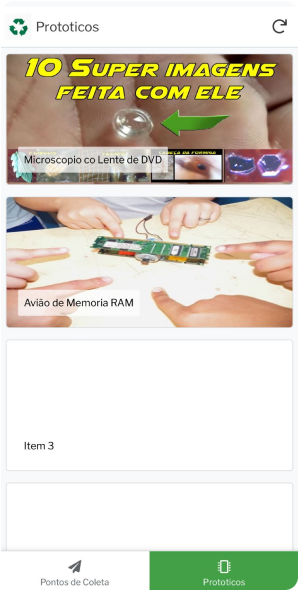 Prototicos
10 SUPER IMAGENS
FEITA COM ELE
CABEÇA DA FORMIGA
Microscopio co Lente de DVD
Avião de Memoria RAM
Item 3
Pontos de Coleta
Prototicos